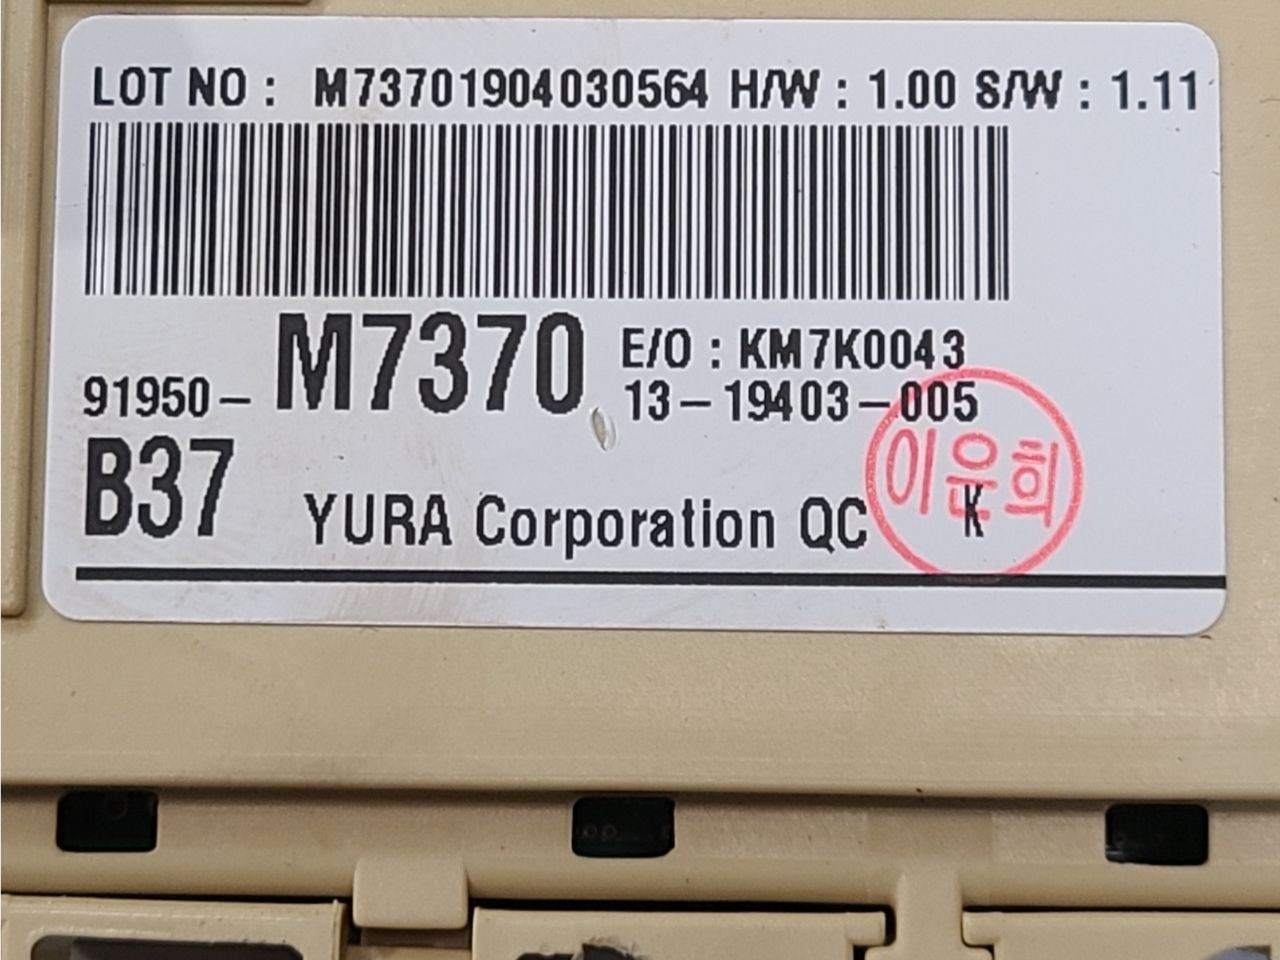 LOT NO : M73701904030564 H/W : 1.00 S/W : 1.11
91950- M7370 E/O : KM7K0043
13-19403-005
B37 YURA Corporation QC K
이윤희